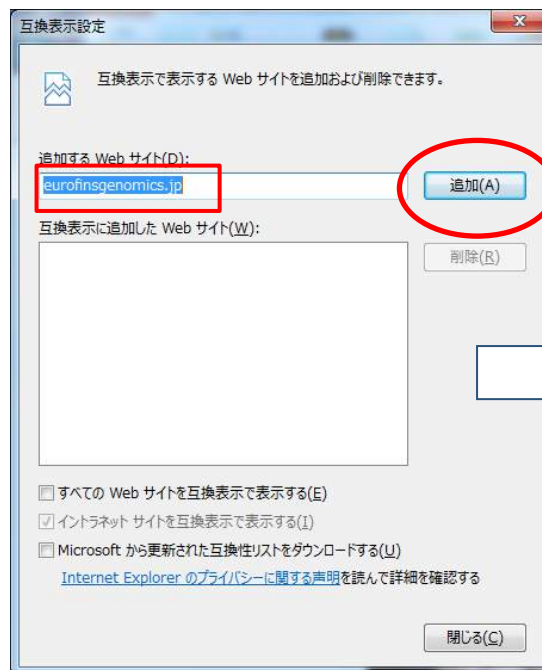 互換表示設定
互換表示で表示する Web サイトを追加および削除できます。
追加する Web サイト(D):
eurofinsgenomics.jp
追加(A)
互換表示に追加した Web サイト(W):
削除(R)
すべての Web サイトを互換表示で表示する(E)
イントラネット サイトを互換表示で表示する(I)
Microsoft から更新された互換性リストをダウンロードする(U)
Internet Explorer のプライバシーに関する声明を読んで詳細を確認する
閉じる(C)